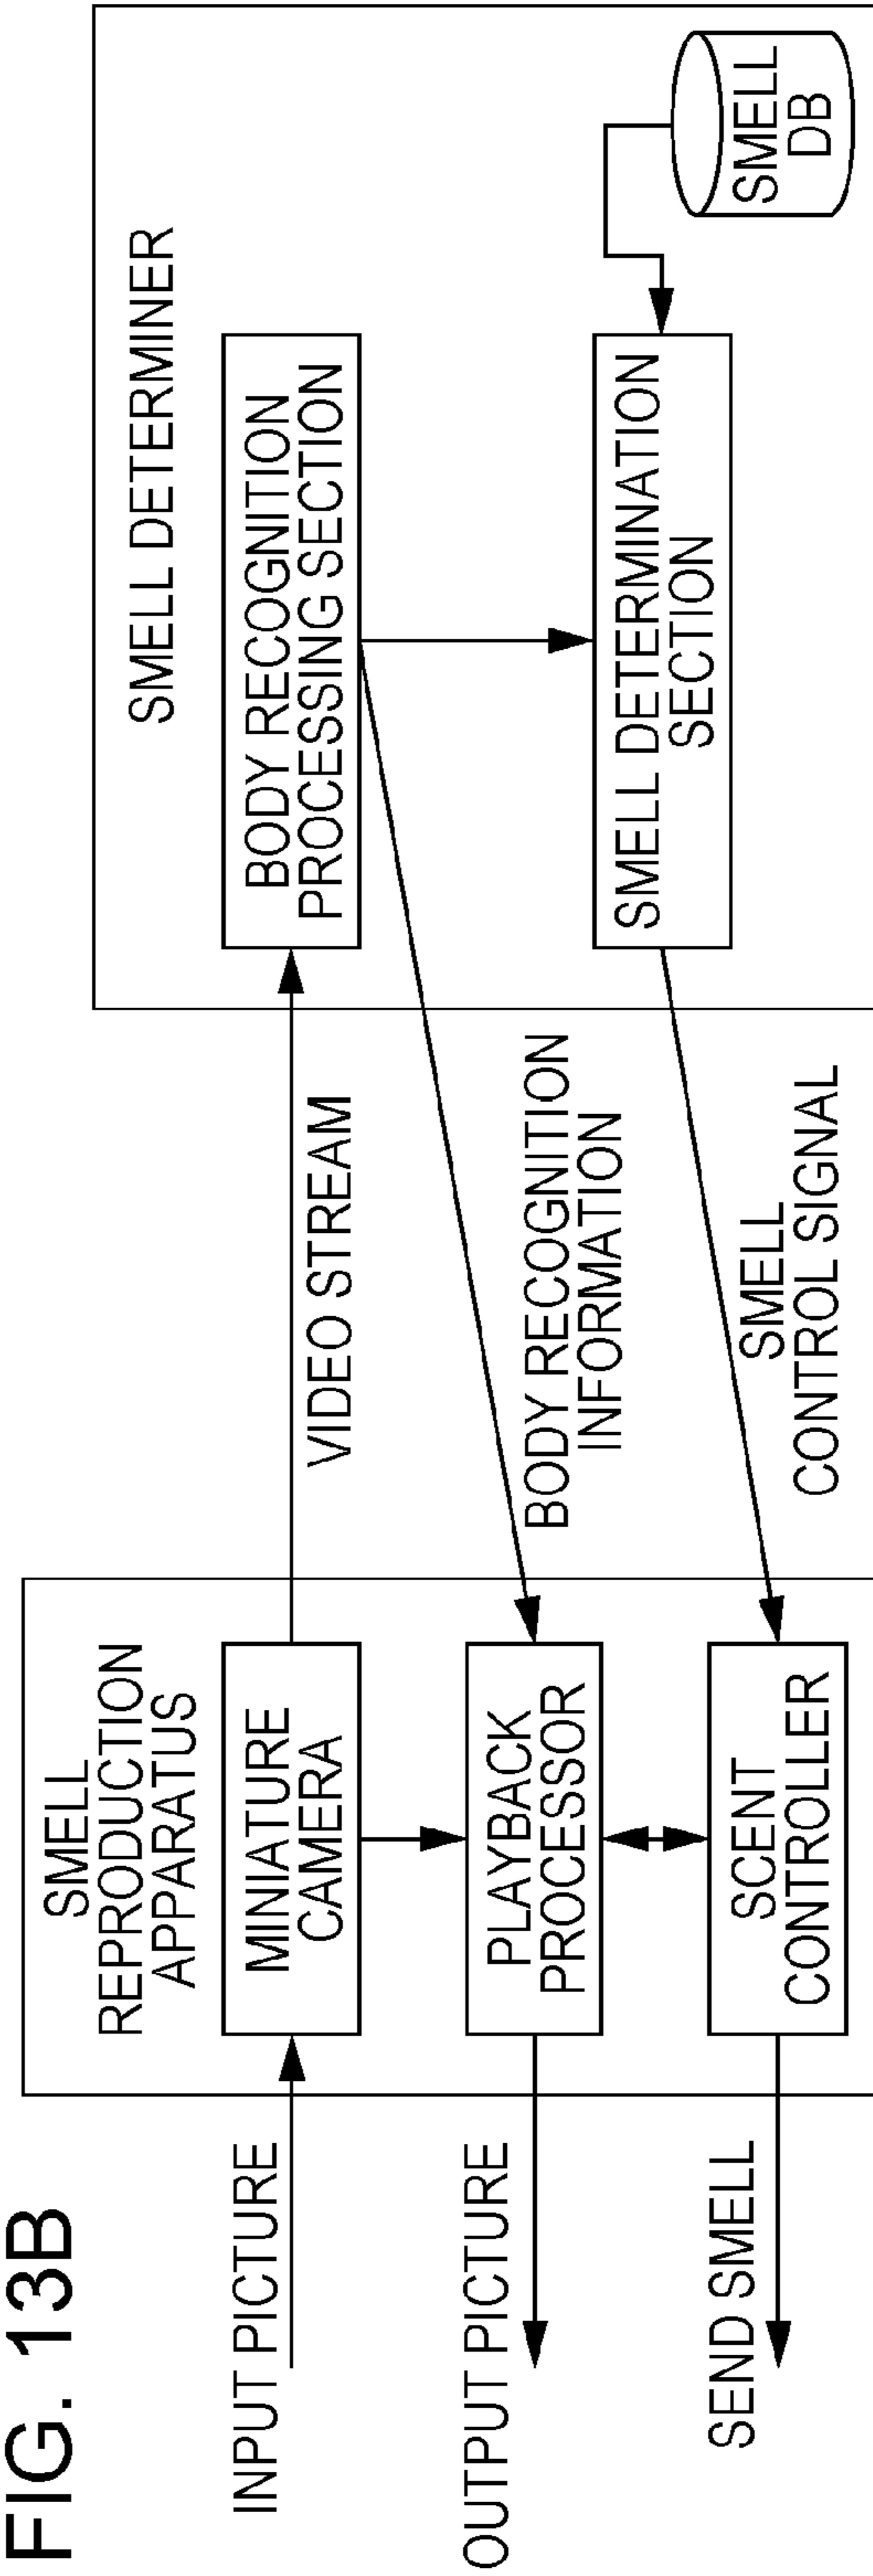 FIG. 13B
INPUT PICTURE
OUTPUT PICTURE
SEND SMELL
SMELL
REPRODUCTION
APPARATUS
MINIATURE
CAMERA
PLAYBACK
PROCESSOR
SCENT
CONTROLLER
VIDEO STREAM
BODY RECOGNITION
INFORMATION
SMELL
CONTROL SIGNAL
SMELL DETERMINER
BODY RECOGNITION
PROCESSING SECTION
SMELL DETERMINATION
SECTION
SMELL
DB